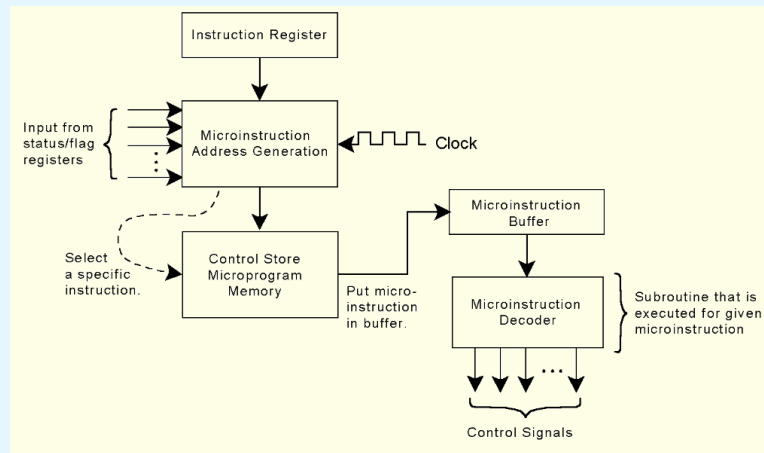 Instruction Register
Input from
status/flag
registers
Microinstruction
Address Generation
Clock
Select
a specific
instruction.
Control Store
Microprogram
Memory
Put micro-
instruction
in buffer.
Microinstruction
Buffer
Microinstruction
Decoder
Subroutine that is
executed for given
microinstruction
Control Signals